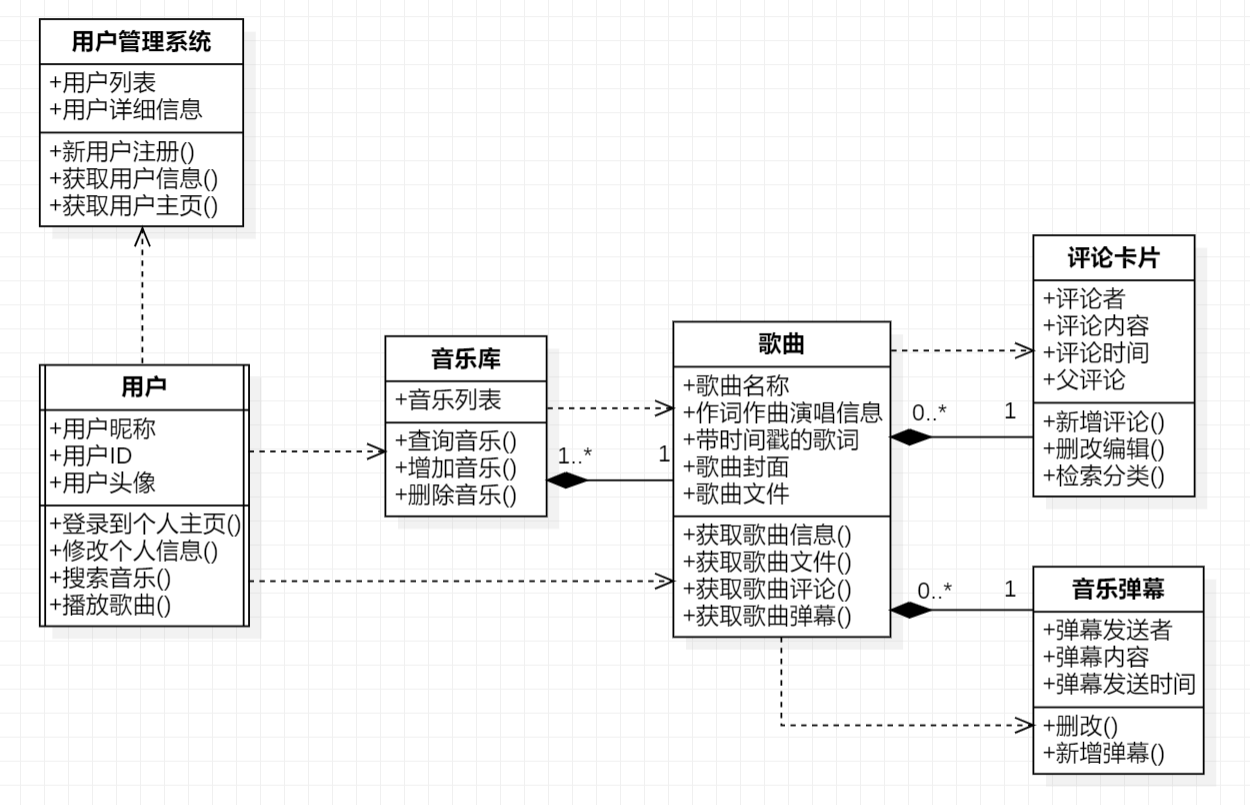 用户管理系统
+用户列表
+用户详细信息
+新用户注册()
+获取用户信息()
+获取用户主页()
用户
+用户昵称
+用户ID
+用户头像
+登录到个人主页()
+修改个人信息()
+搜索音乐()
+播放歌曲()
音乐库
+音乐列表
+查询音乐()
+增加音乐()
+删除音乐()
1..*
1
歌曲
+歌曲名称
+作词作曲演唱信息
+带时间戳的歌词
+歌曲封面
+歌曲文件
+获取歌曲信息()
+获取歌曲文件()
+获取歌曲评论()
+获取歌曲弹幕()
0..*
1
评论卡片
+评论者
+评论内容
+评论时间
+父评论
+新增评论()
+删改编辑()
+检索分类()
0..*
1
音乐弹幕
+弹幕发送者
+弹幕内容
+弹幕发送时间
+删改()
+新增弹幕()